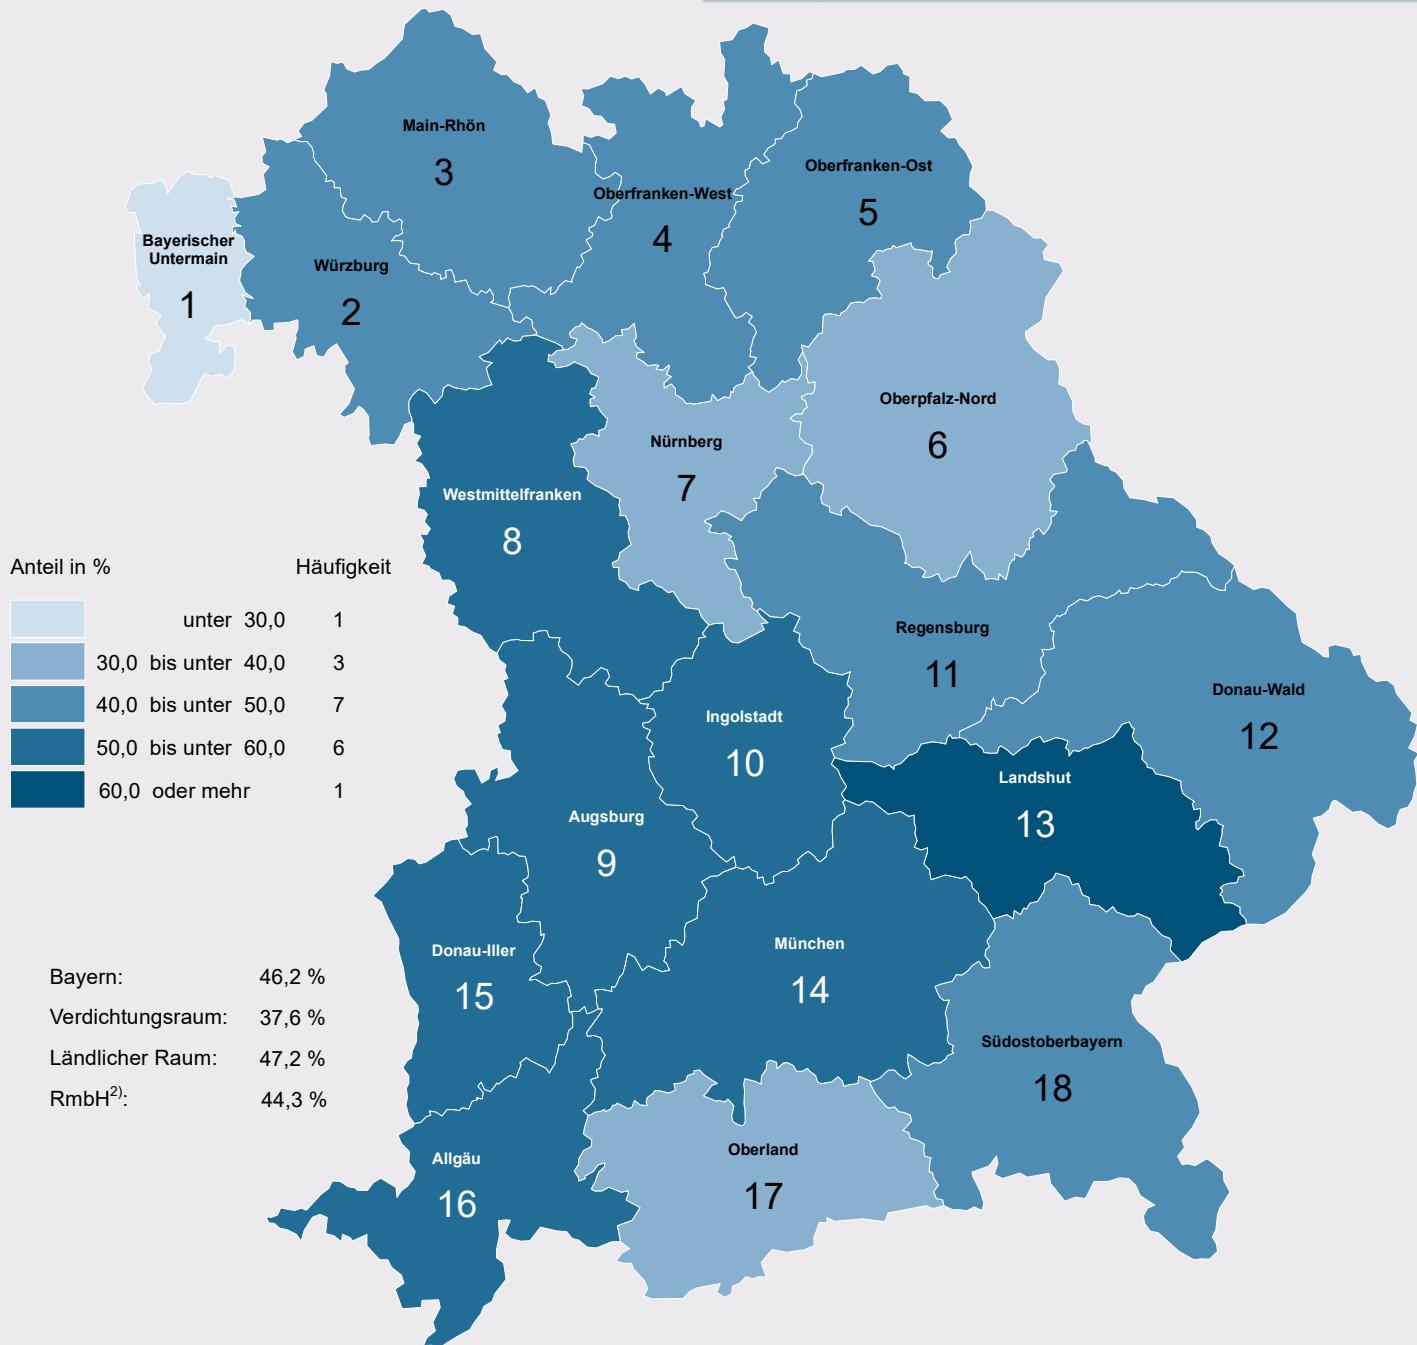 Main-Rhön
3
Oberfranken-West
4
Oberfranken-Ost
5
Bayerischer
Untermain
1
Würzburg
2
Oberpfalz-Nord
6
Nürnberg
7
Westmittelfranken
8
Regensburg
11
Donau-Wald
12
Ingolstadt
10
Landshut
13
Augsburg
9
Donau-Iller
15
München
14
Südostoberbayern
18
Oberland
17
Allgäu
16
Anteil in % Häufigkeit
unter 30,0 1
30,0 bis unter 40,0 3
40,0 bis unter 50,0 7
50,0 bis unter 60,0 6
60,0 oder mehr 1
Bayern: 46,2 %
Verdichtungsraum: 37,6 %
Ländlicher Raum: 47,2 %
RmbH2): 44,3 %